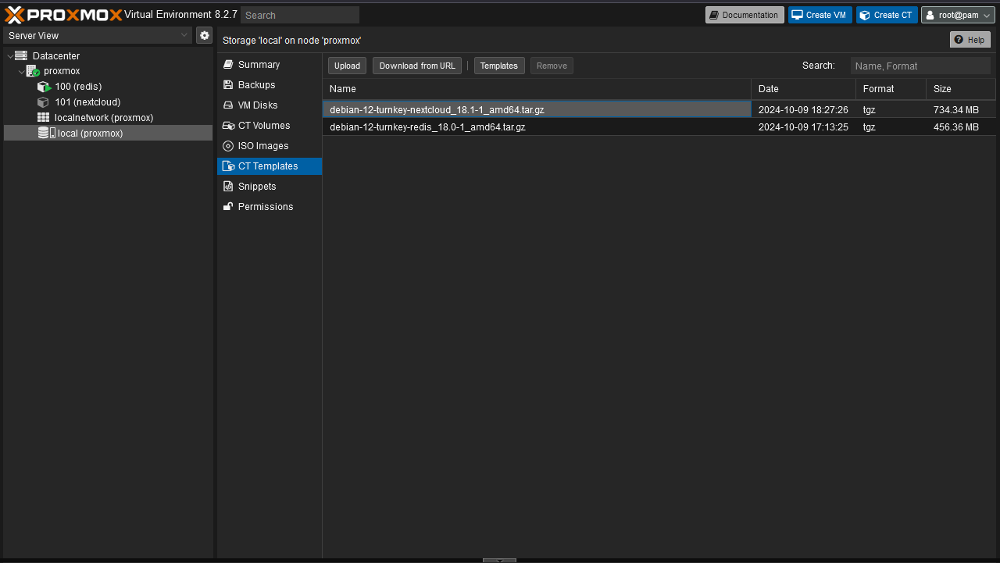 PROXMOX Virtual Environment 8.2.7 Search Documentation Create VM Create CT root@pam
Server View
Storage 'local' on node 'proxmox' Help
Datacenter
proxmox
100 (redis)
101 (nextcloud)
localnetwork (proxmox)
local (proxmox)
Summary
Backups
VM Disks
CT Volumes
ISO Images
CT Templates
Snippets
Permissions
Upload Download from URL Templates Remove Search: Name, Format
Name Date Format Size
debian-12-turnkey-nextcloud_18.1-1_amd64.tar.gz 2024-10-09 18:27:26 tgz 734.34 MB
debian-12-turnkey-redis_18.0-1_amd64.tar.gz 2024-10-09 17:13:25 tgz 456.36 MB